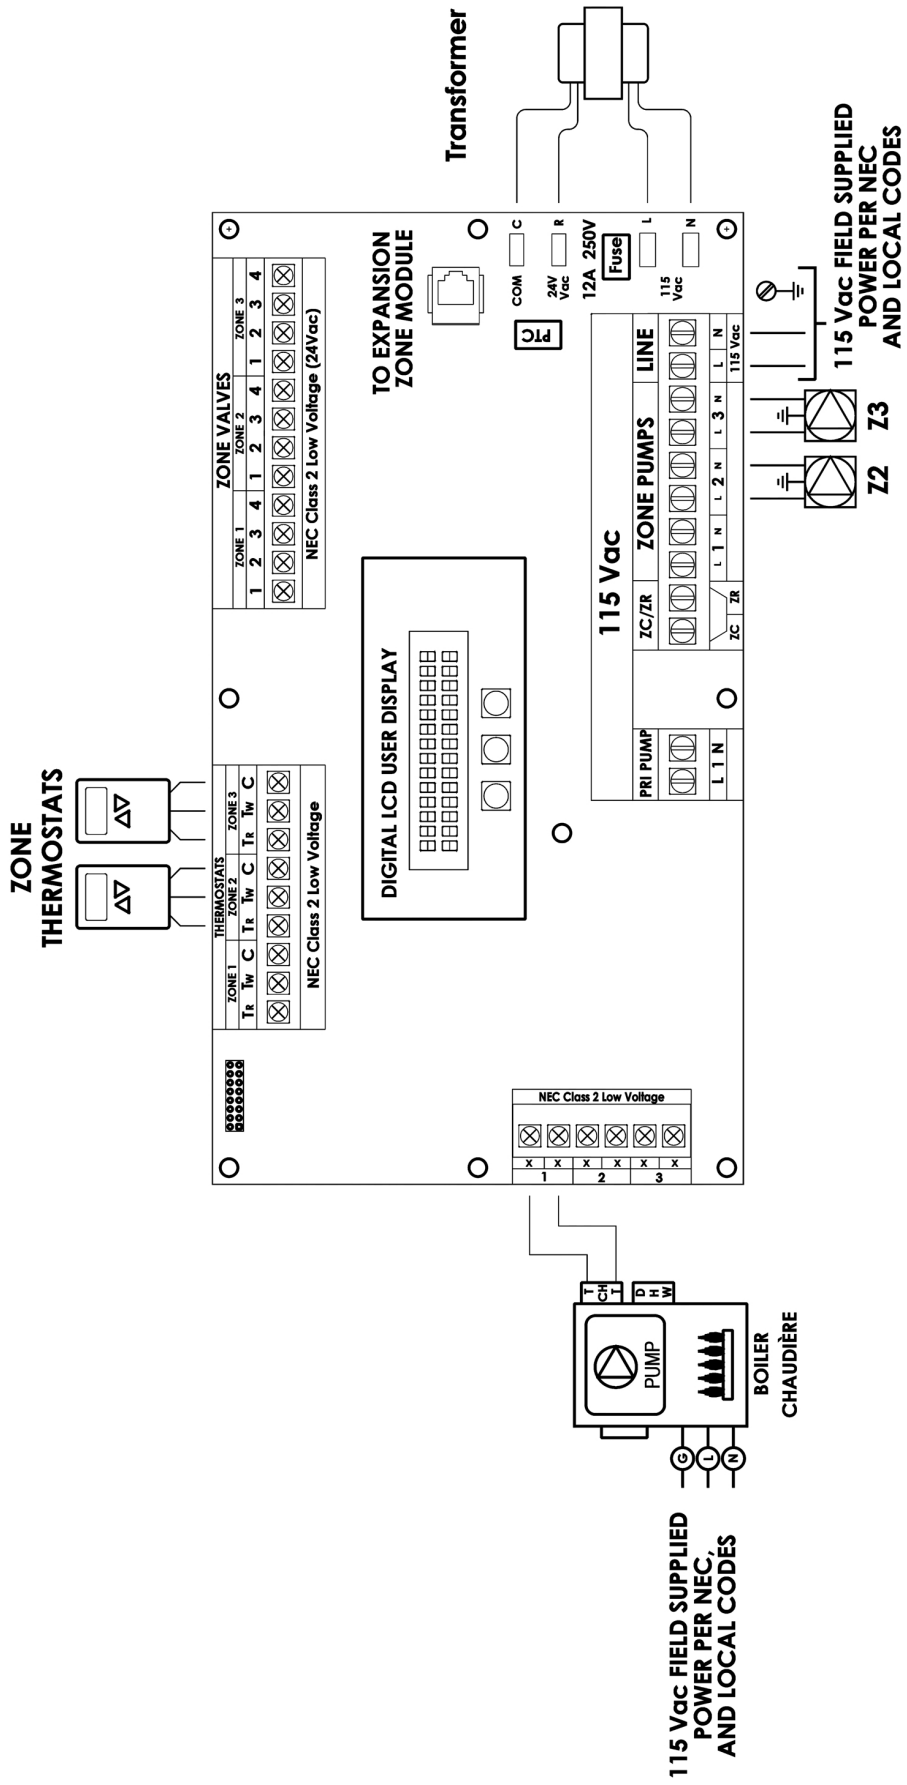 ZONE
THERMOSTATS
THERMOSTATS
ZONE 1 ZONE 2 ZONE 3
TR TW C TR TW C TR TW C
NEC Class 2 Low Voltage
ZONE VALVES
ZONE 1 ZONE 2 ZONE 3
1 2 3 4 1 2 3 4 1 2 3 4
NEC Class 2 Low Voltage (24Vac)
DIGITAL LCD USER DISPLAY
TO EXPANSION
ZONE MODULE
Transformer
COM C
24V
Vac
R
PTC
12A 250V
Fuse
L
115
Vac
N
NEC Class 2 Low Voltage
X X X X X X
1 2 3
115 Vac
PRI PUMP ZC/ZR ZONE PUMPS LINE
L 1 N
ZC ZR
L 1 N L 2 N L 3 N L N
115 Vac
T
CH
T
D
H
W
PUMP
BOILER
CHAUDIÈRE
G
L
N
115 Vac FIELD SUPPLIED
POWER PER NEC,
AND LOCAL CODES
Z2 Z3
115 Vac FIELD SUPPLIED
POWER PER NEC
AND LOCAL CODES